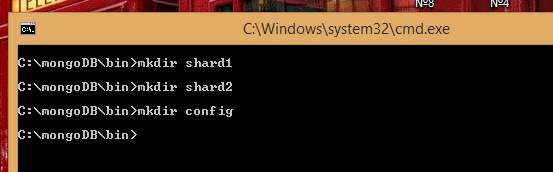 №8 №4
C:\Windows\system32\cmd.exe
C:\mongoDB\bin>mkdir shard1
C:\mongoDB\bin>mkdir shard2
C:\mongoDB\bin>mkdir config
C:\mongoDB\bin>